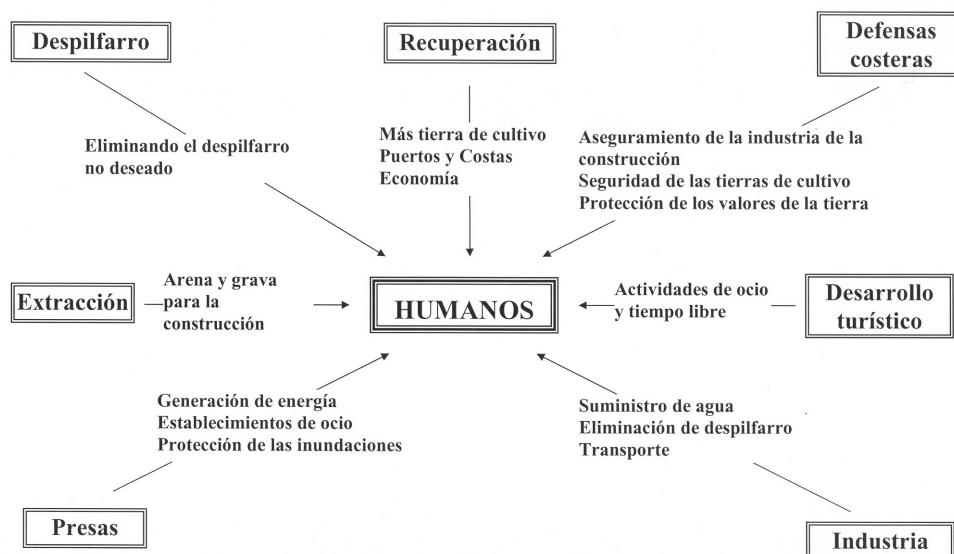 Despilfarro
Recuperación
Defensas
costeras
Eliminando el despilfarro
no deseado
Más tierra de cultivo
Puertos y Costas
Economía
Aseguramiento de la industria de la
construcción
Seguridad de las tierras de cultivo
Protección de los valores de la tierra
Extracción
Arena y grava
para la
construcción
HUMANOS
Actividades de ocio
y tiempo libre
Desarrollo
turístico
Generación de energía
Establecimientos de ocio
Protección de las inundaciones
Suministro de agua
Eliminación de despilfarro
Transporte
Presas
Industria